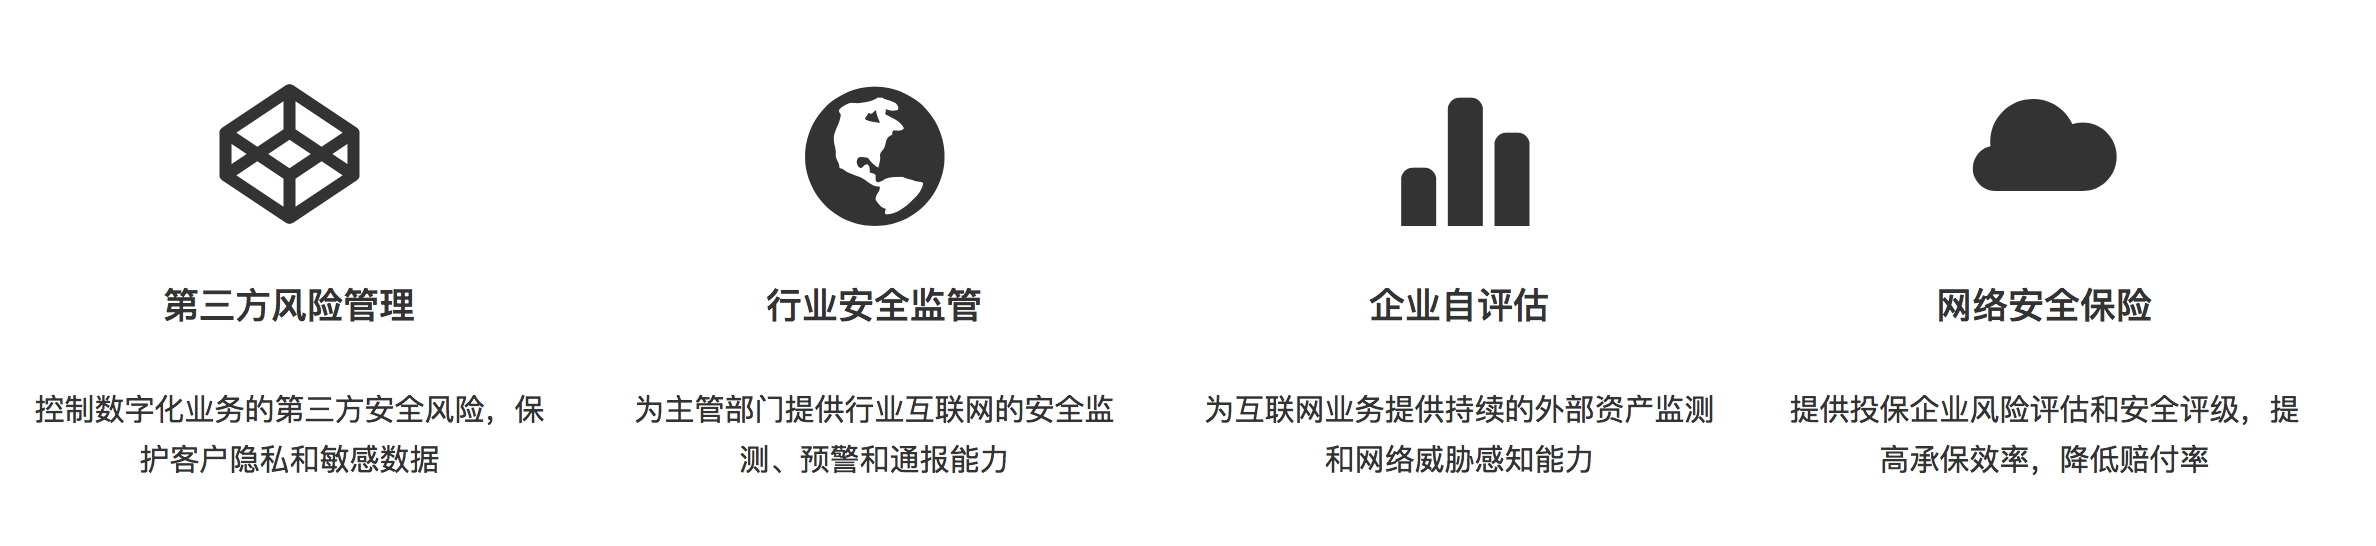 第三方风险管理
控制数字化业务的第三方安全风险，保
护客户隐私和敏感数据
行业安全监管
为主管部门提供行业互联网的安全监
测、预警和通报能力
企业自评估
为互联网业务提供持续的外部资产监测
和网络威胁感知能力
网络安全保险
提供投保企业风险评估和安全评级，提
高承保效率，降低赔付率